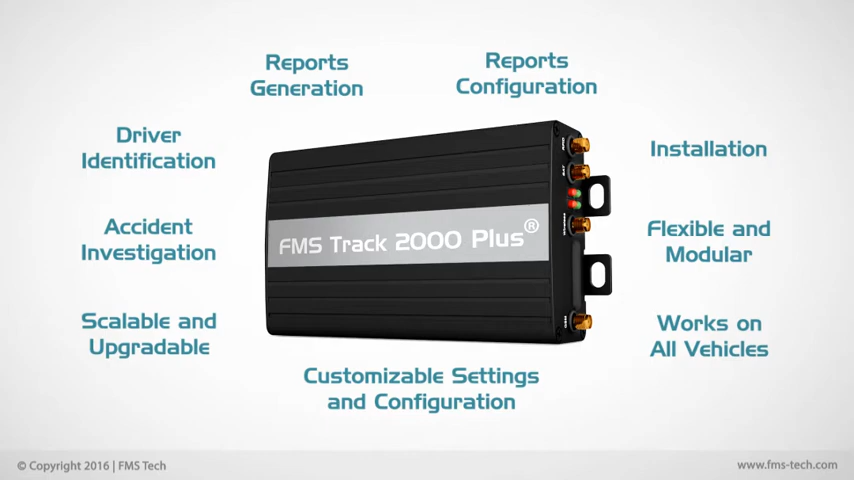 Reports
Generation
Reports
Configuration
Driver
Identification
Installation
Accident
Investigation
FMS Track 2000 Plus®
Flexible and
Modular
Scalable and
Upgradable
Works on
All Vehicles
Customizable Settings
and Configuration
© Copyright 2016 | FMS Tech
www.fms-tech.com